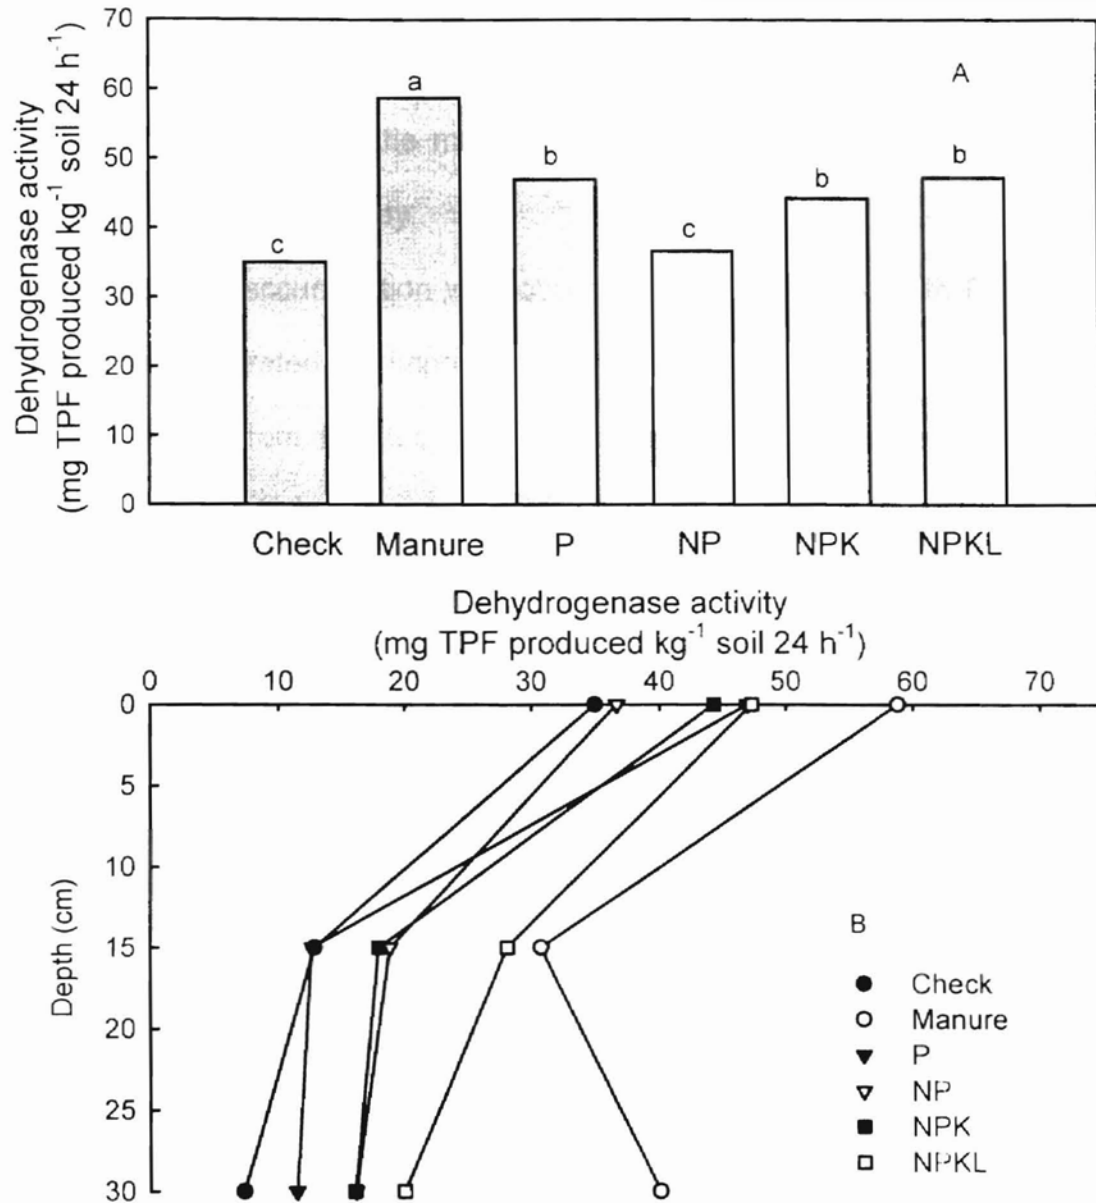 70
60
50
40
30
20
10
0
Dehydrogenase activity
(mg TPF produced kg⁻¹ soil 24 h⁻¹)
A
c
a
b
c
b
b
Check Manure P NP NPK NPKL
Dehydrogenase activity
(mg TPF produced kg⁻¹ soil 24 h⁻¹)
0 10 20 30 40 50 60 70
0
5
10
15
20
25
30
Depth (cm)
B
Check
Manure
P
NP
NPK
NPKL